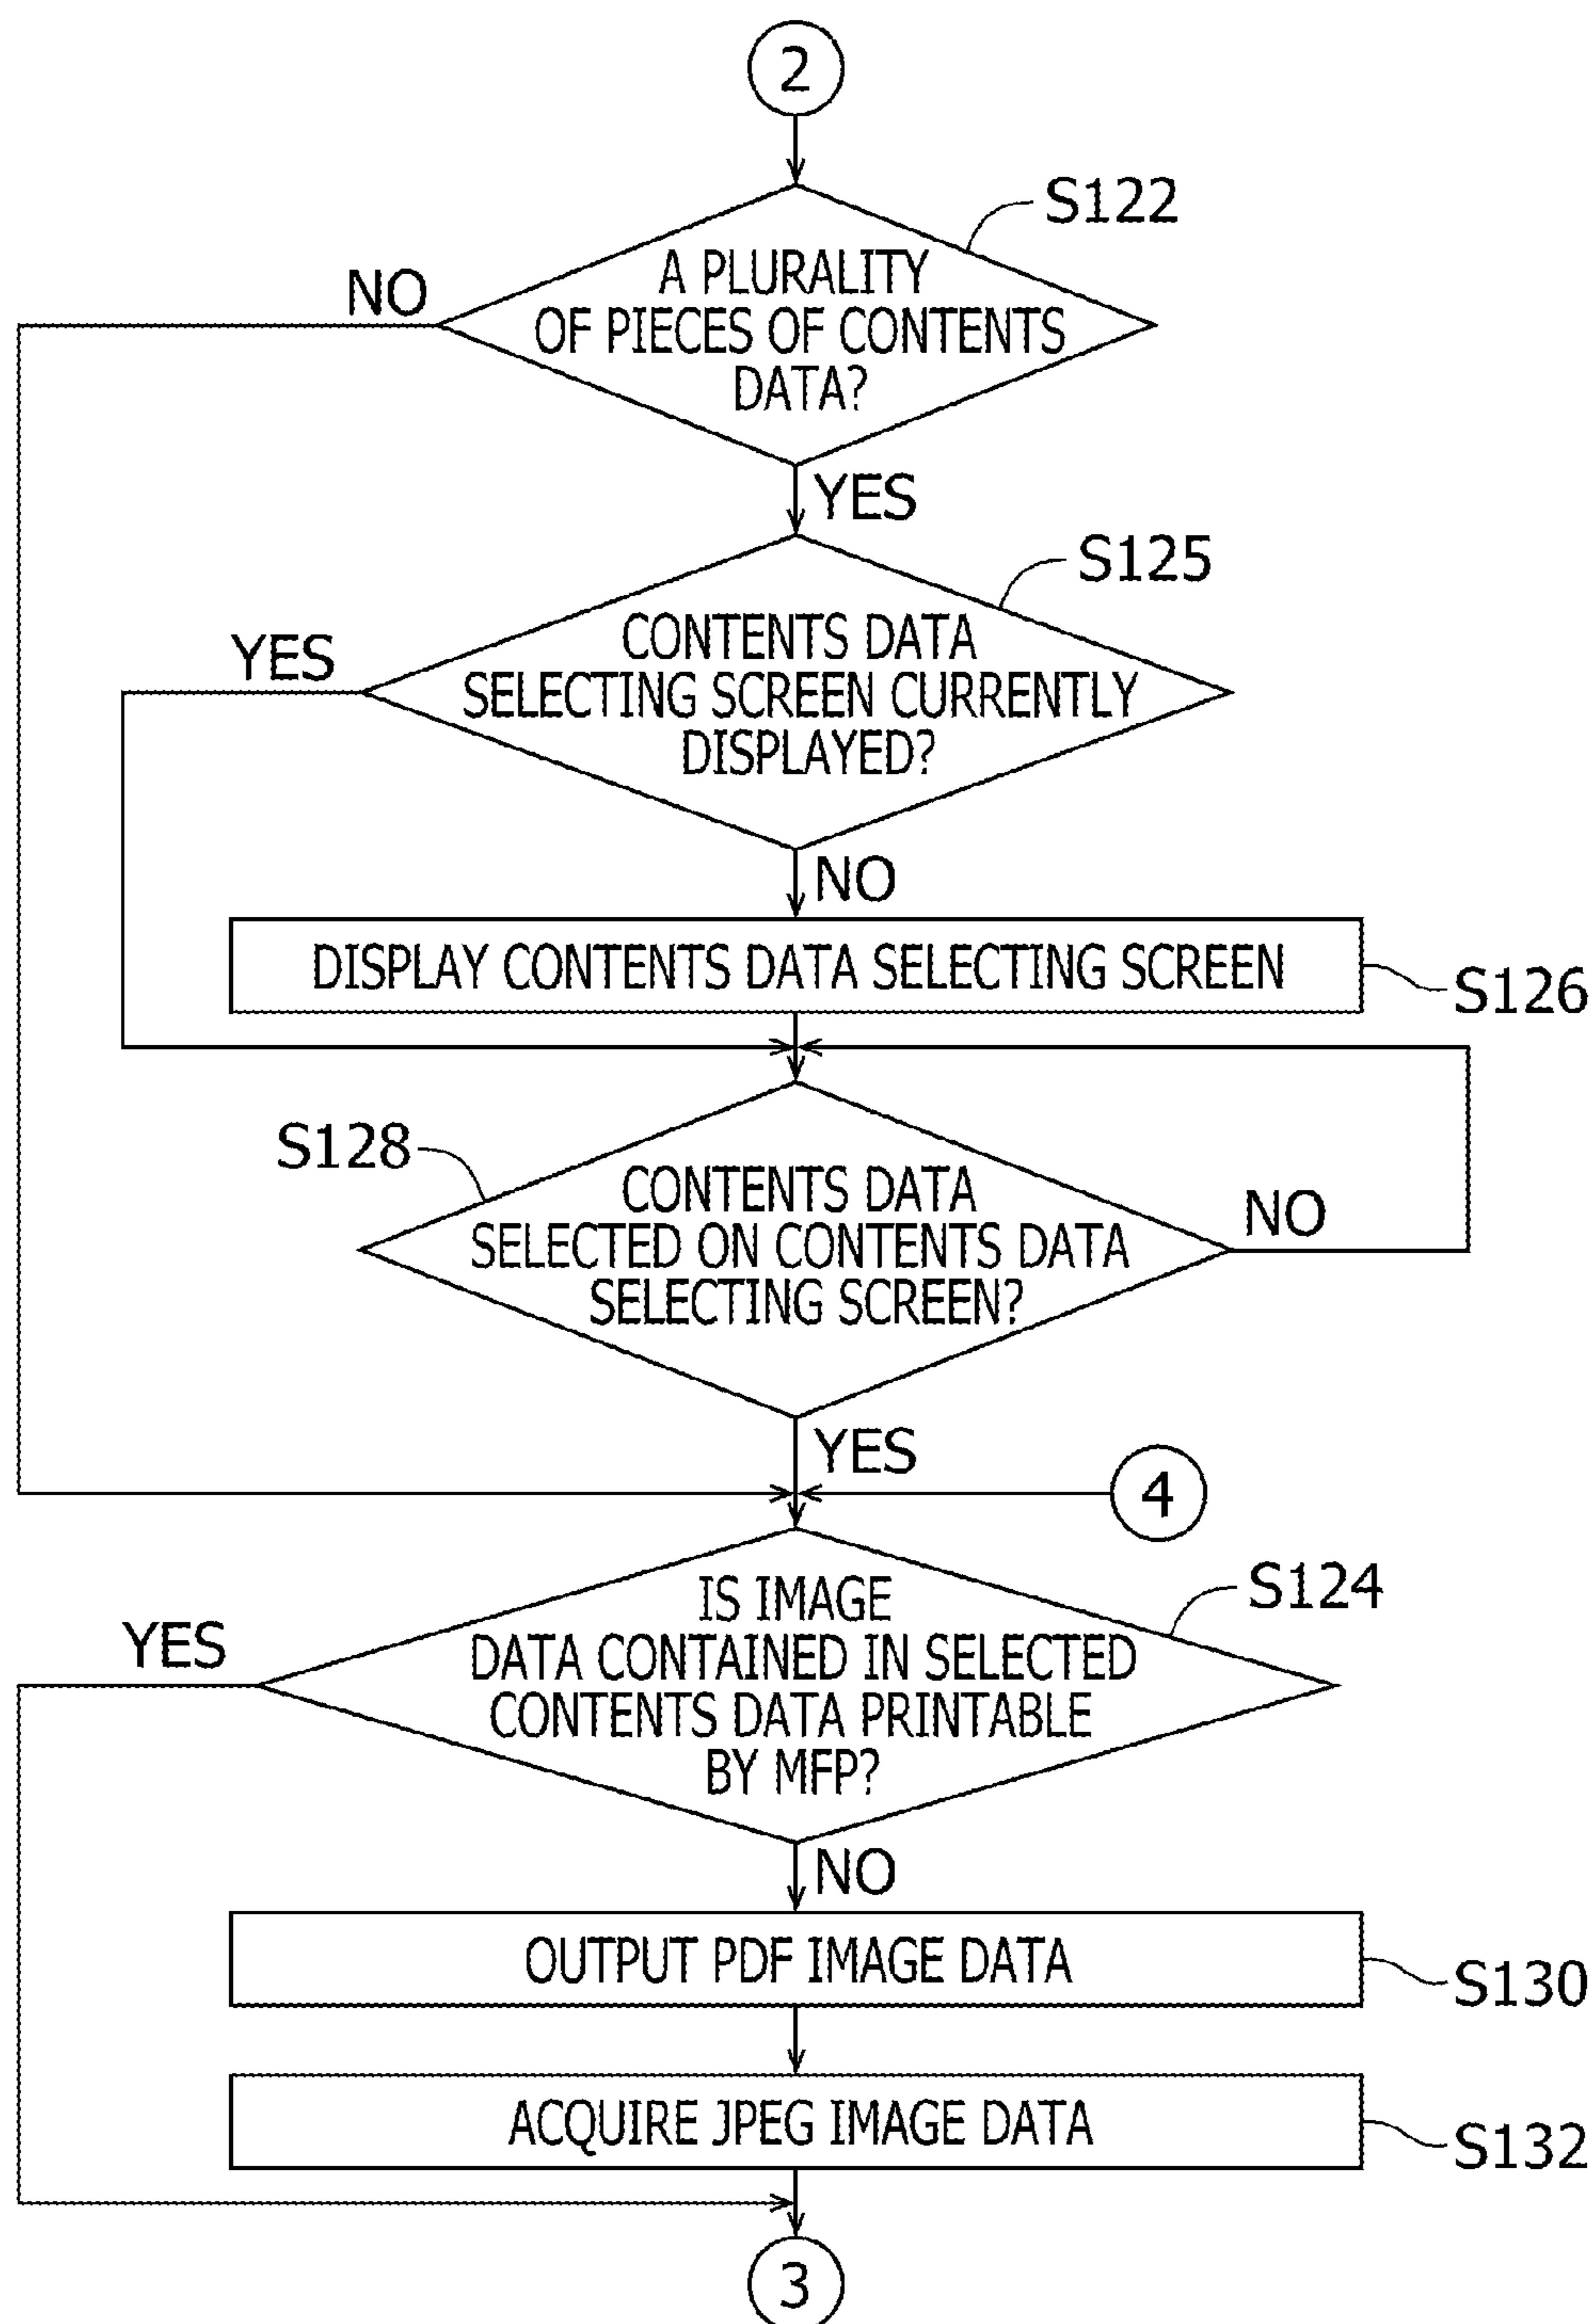 2
S122
A PLURALITY
OF PIECES OF CONTENTS
DATA?
NO
YES
S125
CONTENTS DATA
SELECTING SCREEN CURRENTLY
DISPLAYED?
YES
NO
DISPLAY CONTENTS DATA SELECTING SCREEN
S126
S128
CONTENTS DATA
SELECTED ON CONTENTS DATA
SELECTING SCREEN?
NO
YES
4
S124
IS IMAGE
DATA CONTAINED IN SELECTED
CONTENTS DATA PRINTABLE
BY MFP?
YES
NO
OUTPUT PDF IMAGE DATA
S130
ACQUIRE JPEG IMAGE DATA
S132
3